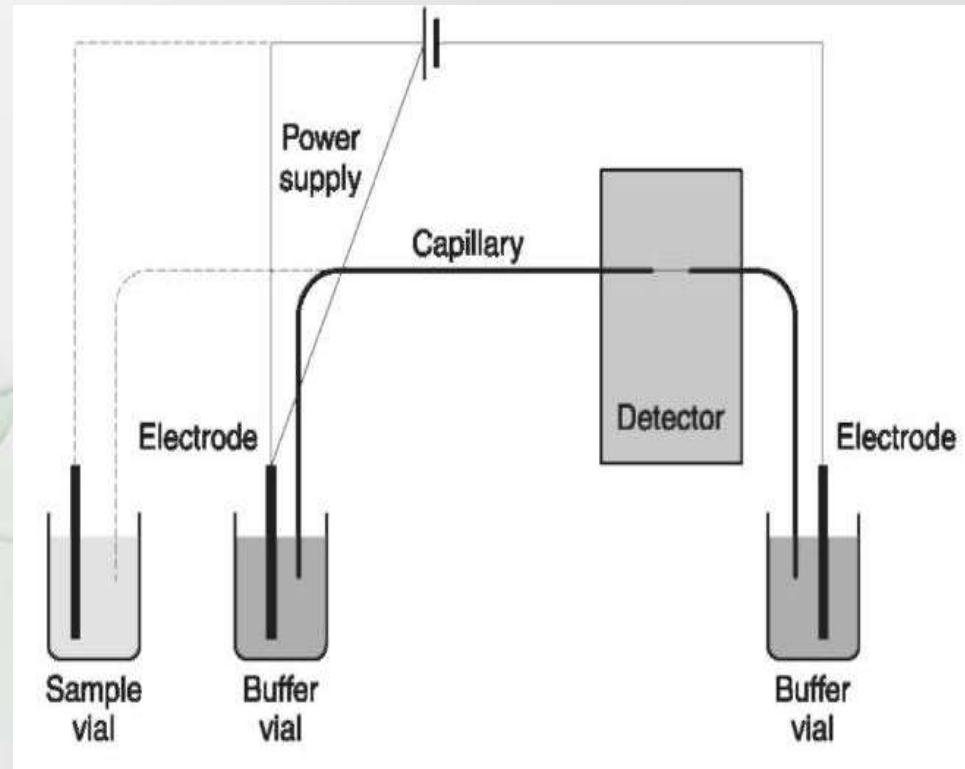 Power
supply
Capillary
Detector
Electrode
Electrode
Sample
vial
Buffer
vial
Buffer
vial